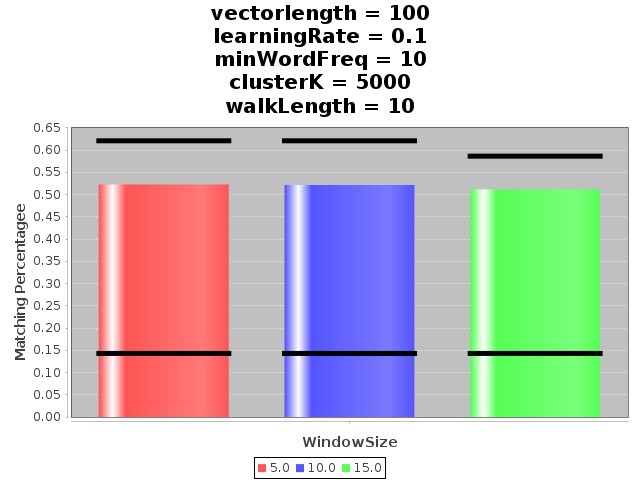 vectorlength = 100
learningRate = 0.1
minWordFreq = 10
clusterK = 5000
walkLength = 10
Matching Percentagee
0.65
0.60
0.55
0.50
0.45
0.40
0.35
0.30
0.25
0.20
0.15
0.10
0.05
0.00
WindowSize
5.0 10.0 15.0